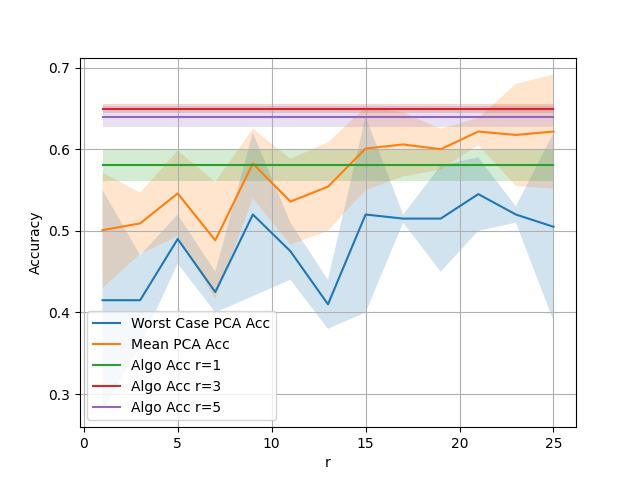 0.7
0.6
0.5
0.4
0.3
Accuracy
Worst Case PCA Acc
Mean PCA Acc
Algo Acc r=1
Algo Acc r=3
Algo Acc r=5
0 5 10 15 20 25
r